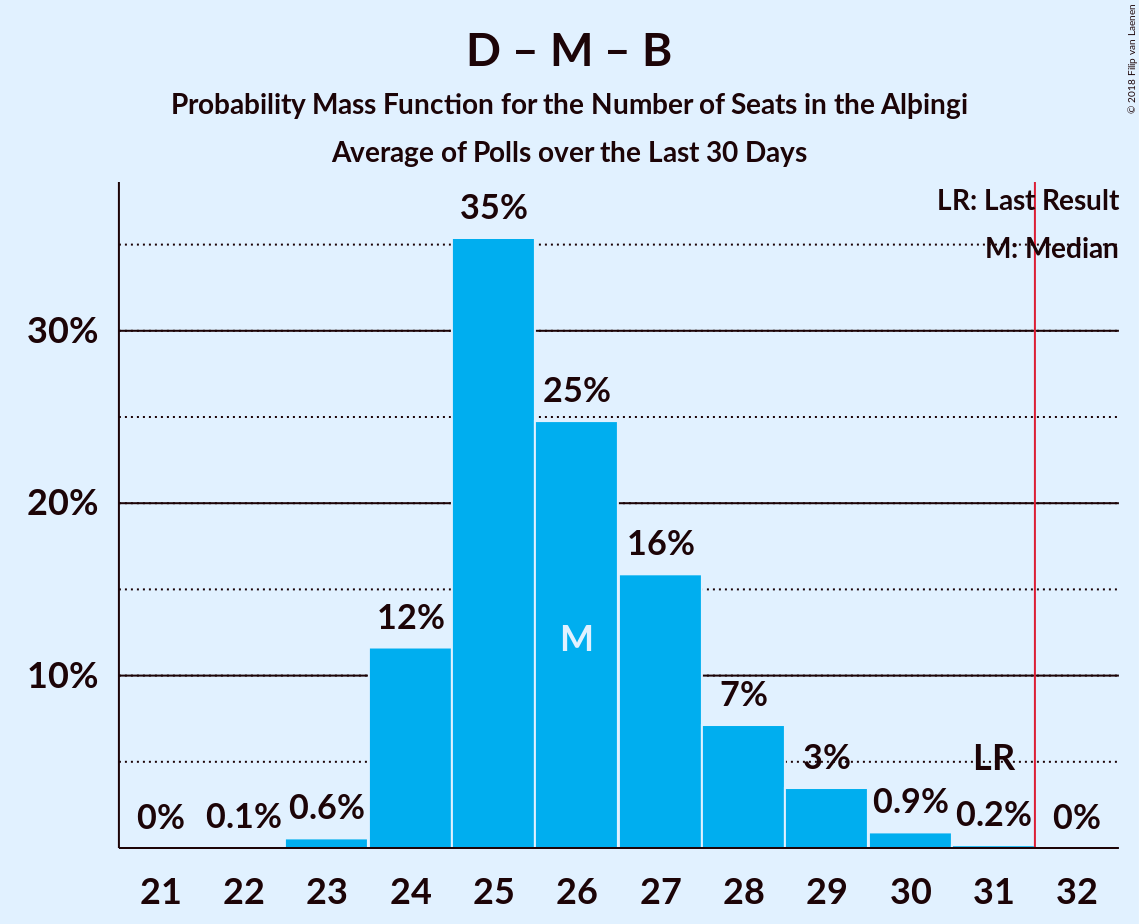 D – M – B
Probability Mass Function for the Number of Seats in the Alþingi
Average of Polls over the Last 30 Days
© 2018 Filip van Laenen
LR: Last Result
M: Median
35%
30%
25%
20%
16%
12%
M
10%
7%
3%
LR
0%
0.1%
0.6%
0.9%
0.2%
0%
21 22 23 24 25 26 27 28 29 30 31 32